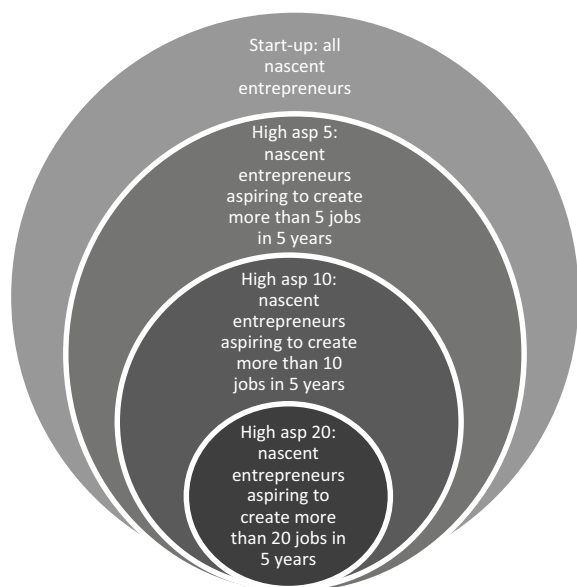 Start-up: all
nascent
entrepreneurs
High asp 5:
nascent
entrepreneurs
aspiring to create
more than 5 jobs
in 5 years
High asp 10:
nascent
entrepreneurs
aspiring to create
more than 10
jobs in 5 years
High asp 20:
nascent
entrepreneurs
aspiring to
create more
than 20 jobs in
5 years